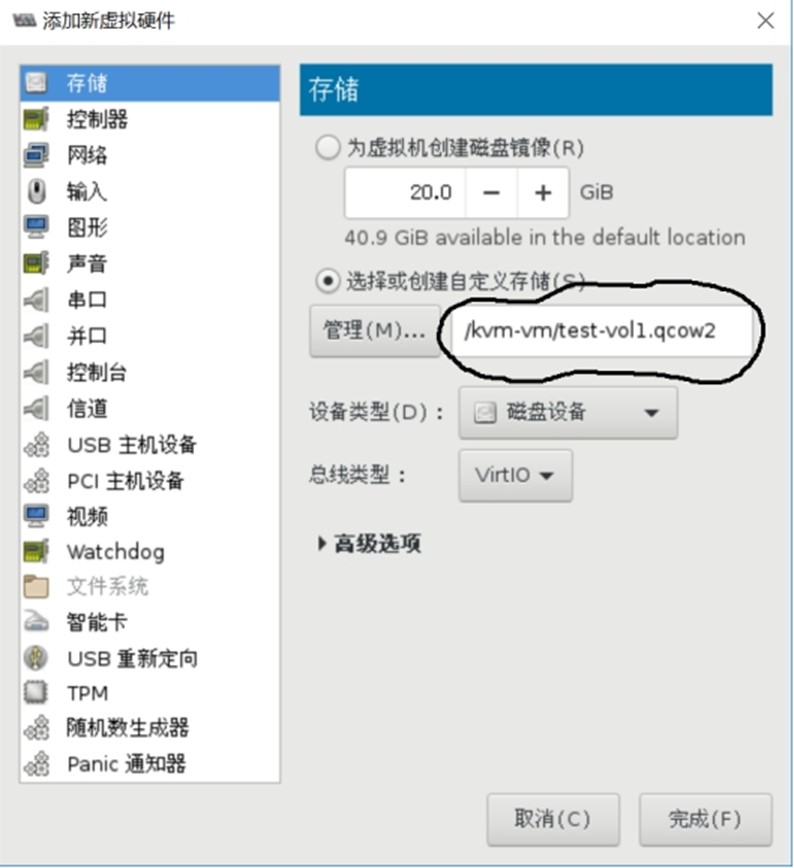 添加新虚拟硬件
存储
控制器
网络
输入
图形
声音
串口
并口
控制台
信道
USB 主机设备
PCI 主机设备
视频
Watchdog
文件系统
智能卡
USB 重新定向
TPM
随机数生成器
Panic 通知器
存储
为虚拟机创建磁盘镜像(R)
20.0 − + GiB
40.9 GiB available in the default location
选择或创建自定义存储(S)
管理(M)... /kvm-vm/test-vol1.qcow2
设备类型(D)： 磁盘设备
总线类型： VirtIO
高级选项
取消(C) 完成(F)